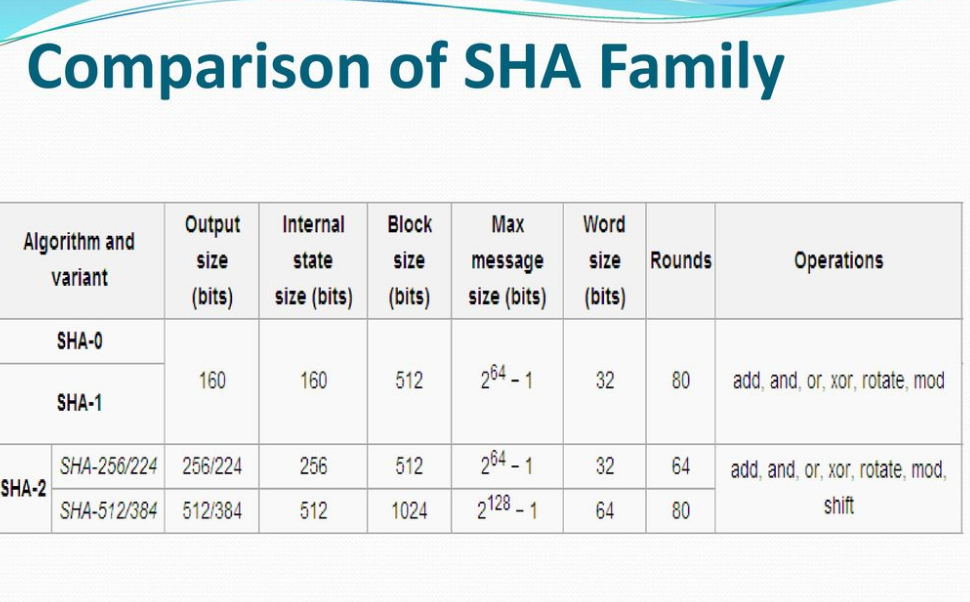 Comparison of SHA Family
Algorithm and variant | Output size (bits) | Internal state size (bits) | Block size (bits) | Max message size (bits) | Word size (bits) | Rounds | Operations
SHA-0
SHA-1 | 160 | 160 | 512 | 2^64 – 1 | 32 | 80 | add, and, or, xor, rotate, mod
SHA-2 | SHA-256/224 | 256/224 | 256 | 512 | 2^64 – 1 | 32 | 64 | add, and, or, xor, rotate, mod, shift
SHA-512/384 | 512/384 | 512 | 1024 | 2^128 – 1 | 64 | 80